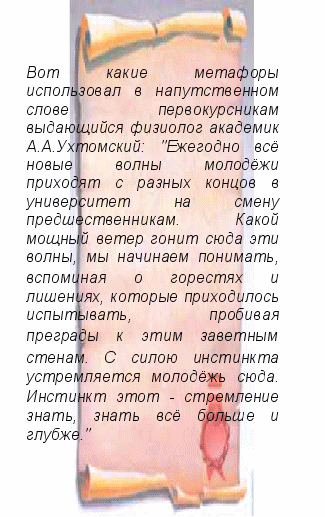 Вот какие метафоры
использовал в напутственном
слове первокурсникам
выдающийся физиолог академик
А.А.Ухтомский: "Ежегодно всё
новые волны молодёжи
приходят с разных концов в
университет на смену
предшественникам. Какой
мощный ветер гонит сюда эти
волны, мы начинаем понимать,
вспоминая о горестях и
лишениях, которые приходилось
испытывать, пробивая
преграды к этим заветным
стенам. С силою инстинкта
устремляется молодёжь сюда.
Инстинкт этот - стремление
знать, знать всё больше и
глубже."